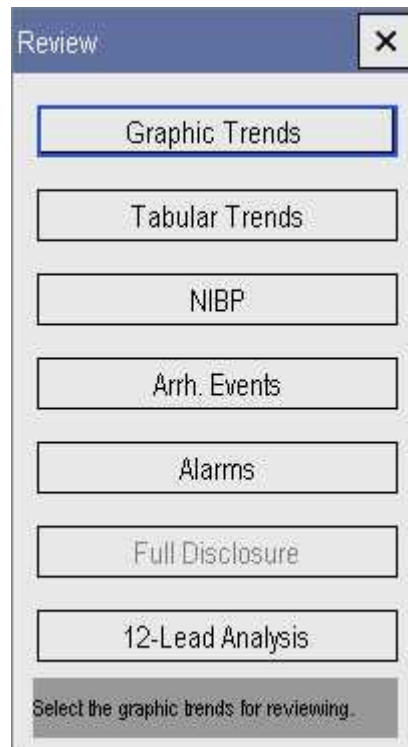 Review
Graphic Trends
Tabular Trends
NIBP
Arrh. Events
Alarms
Full Disclosure
12-Lead Analysis
Select the graphic trends for reviewing.